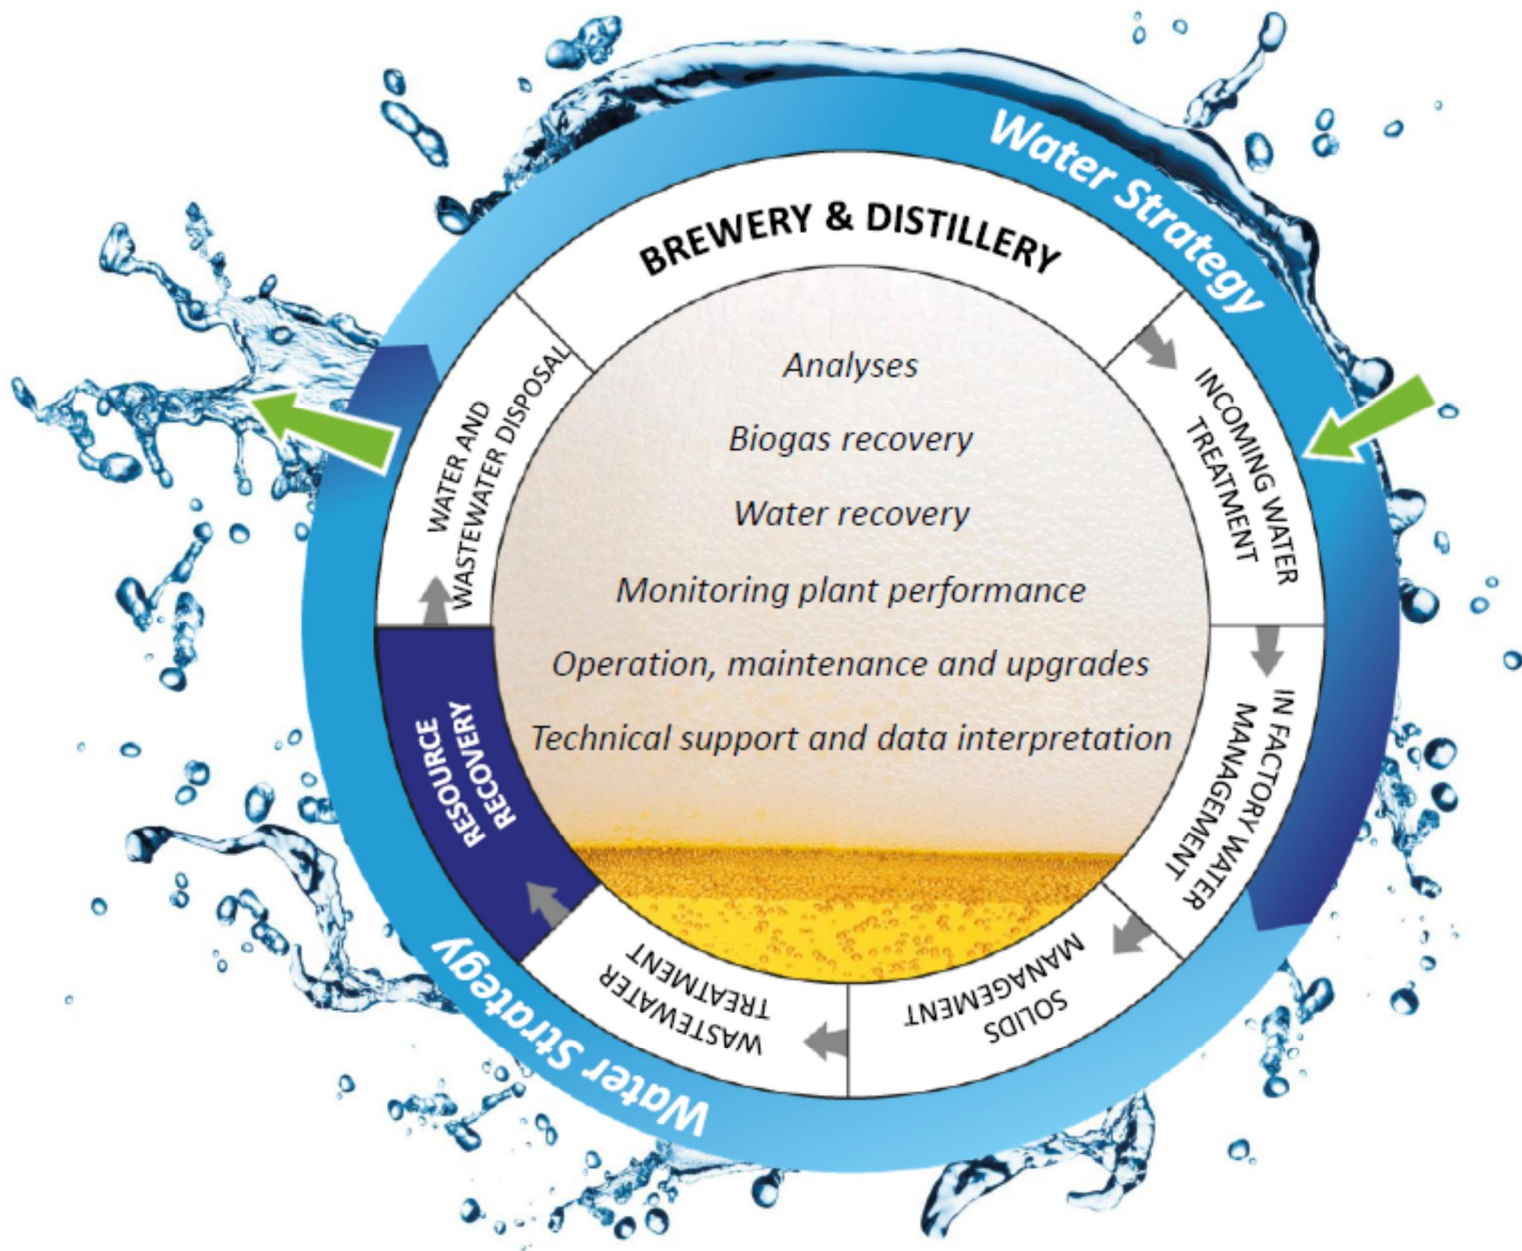 Water Strategy
BREWERY & DISTILLERY
INCOMING WATER
TREATMENT
IN FACTORY WATER
MANAGEMENT
SOLIDS
MANAGEMENT
WASTEWATER
TREATMENT
RESOURCE
RECOVERY
WATER AND
WASTEWATER DISPOSAL
Analyses
Biogas recovery
Water recovery
Monitoring plant performance
Operation, maintenance and upgrades
Technical support and data interpretation
Water Strategy